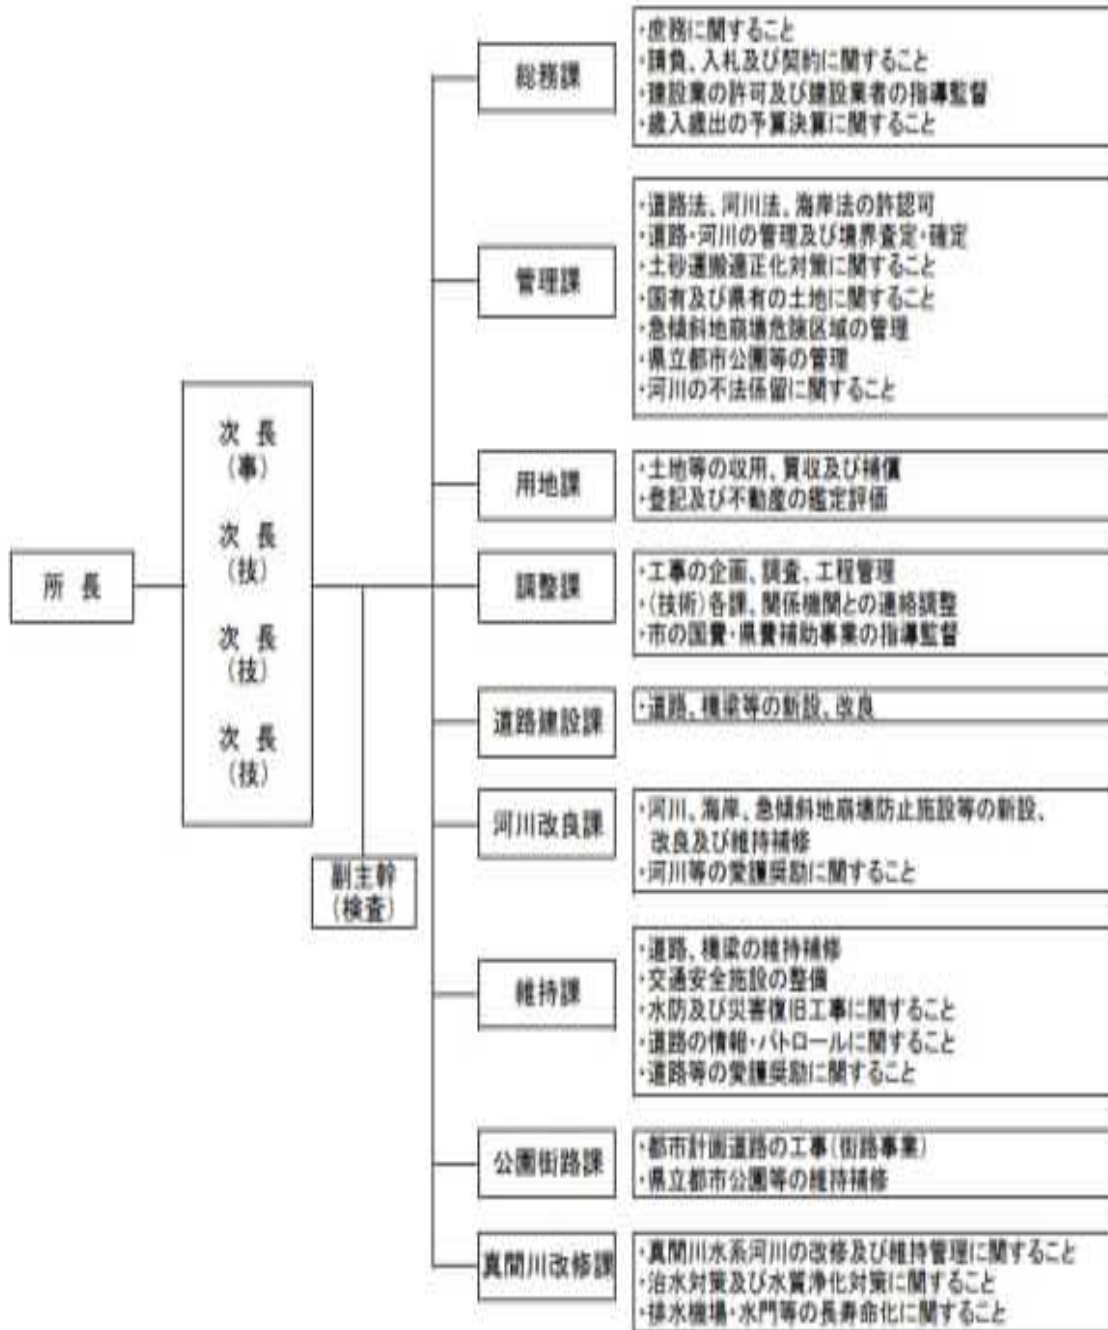 所 長
次 長
(事)
次 長
(技)
次 長
(技)
次 長
(技)
副主幹
(検査)
総務課
・庶務に関すること
・請負、入札及び契約に関すること
・建設業の許可及び建設業者の指導監督
・歳入歳出の予算決算に関すること
管理課
・道路法、河川法、海岸法の許認可
・道路・河川の管理及び境界査定・確定
・土砂運搬適正化対策に関すること
・国有及び県有の土地に関すること
・急傾斜地崩壊危険区域の管理
・県立都市公園等の管理
・河川の不法係留に関すること
用地課
・土地等の収用、買収及び補償
・登記及び不動産の鑑定評価
調整課
・工事の企画、調査、工程管理
・(技術)各課、関係機関との連絡調整
・市の国費・県費補助事業の指導監督
道路建設課
・道路、橋梁等の新設、改良
河川改良課
・河川、海岸、急傾斜地崩壊防止施設等の新設、
改良及び維持補修
・河川等の愛護奨励に関すること
維持課
・道路、橋梁の維持補修
・交通安全施設の整備
・水防及び災害復旧工事に関すること
・道路の情報・パトロールに関すること
・道路等の愛護奨励に関すること
公園街路課
・都市計画道路の工事(街路事業)
・県立都市公園等の維持補修
真間川改修課
・真間川水系河川の改修及び維持管理に関すること
・治水対策及び水質浄化対策に関すること
・排水機場・水門等の長寿命化に関すること